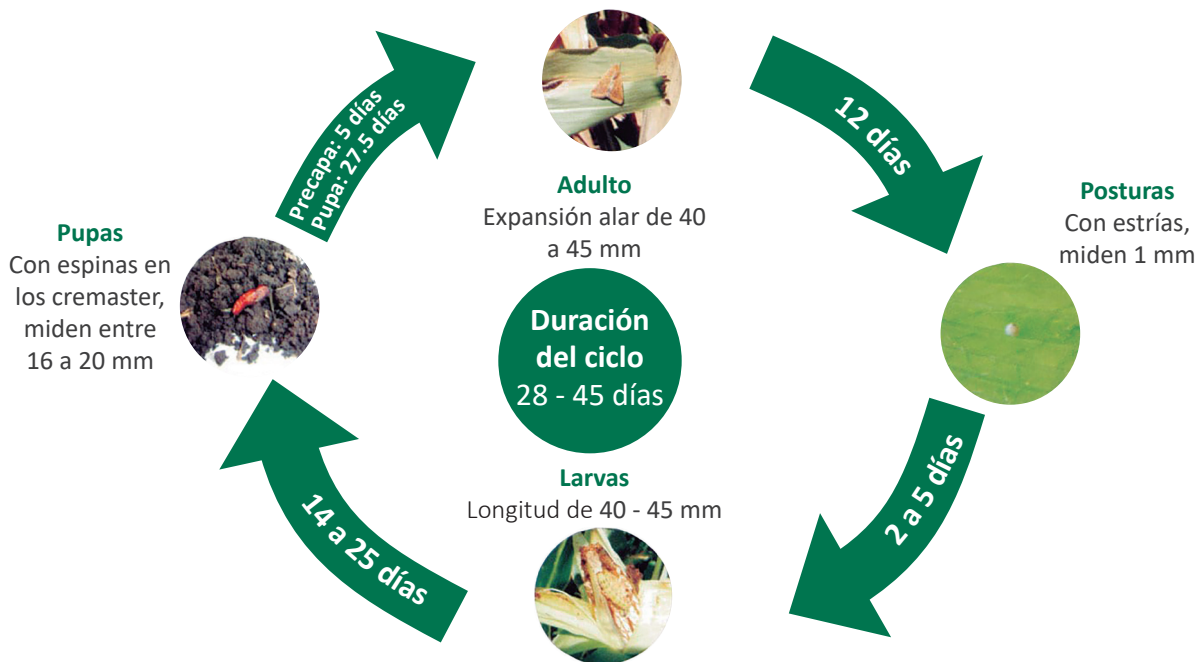 Adulto
Expansión alar de 40
a 45 mm
12 días
Posturas
Con estrías,
miden 1 mm
2 a 5 días
Larvas
Longitud de 40 - 45 mm
14 a 25 días
Pupas
Con espinas en
los cremaster,
miden entre
16 a 20 mm
Precapa: 5 días
Pupa: 27.5 días
Duración
del ciclo
28 - 45 días